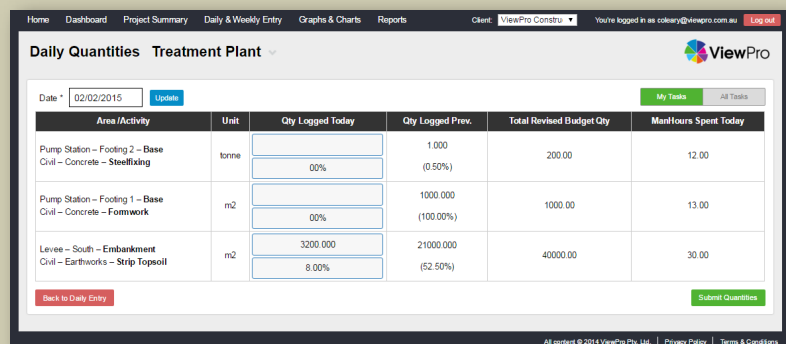 Home Dashboard Project Summary Daily & Weekly Entry Graphs & Charts Reports Client: ViewPro Constru You're logged in as coleary@viewpro.com.au Log out
Daily Quantities Treatment Plant
ViewPro
Date * 02/02/2015 Update My Tasks All Tasks
Area /Activity Unit Qty Logged Today Qty Logged Prev. Total Revised Budget Qty ManHours Spent Today
Pump Station – Footing 2 – Base
Civil – Concrete – Steelfixing
tonne
00%
1.000
(0.50%)
200.00
12.00
Pump Station – Footing 1 – Base
Civil – Concrete – Formwork
m2
00%
1000.000
(100.00%)
1000.00
13.00
Levee – South – Embankment
Civil – Earthworks – Strip Topsoil
m2
3200.000
8.00%
21000.000
(52.50%)
40000.00
30.00
Back to Daily Entry Submit Quantities
All content @ 2014 ViewPro Pty. Ltd. | Privacy Policy | Terms & Conditions